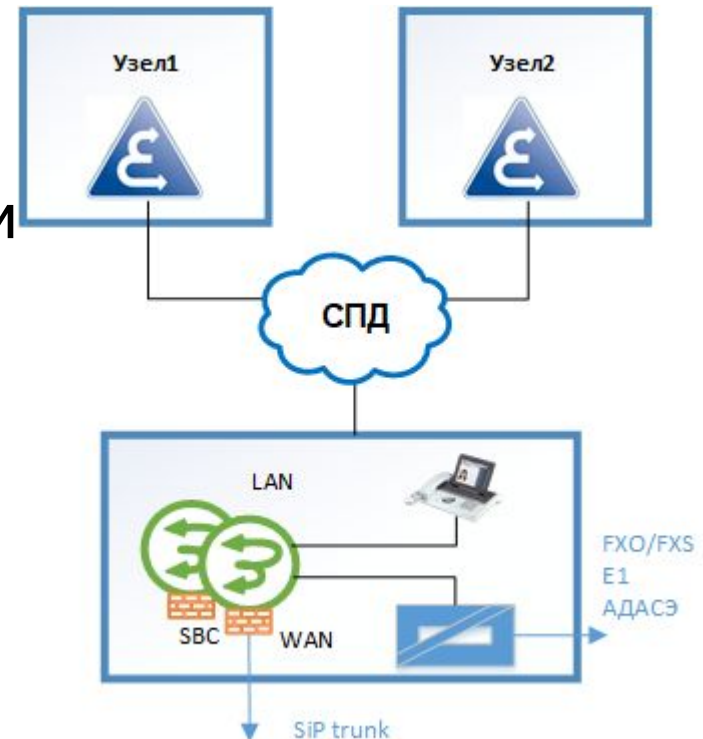 Узел1
Узел2
и
СПД
LAN
FXO/FXS
E1
АДАСЭ
SBC
WAN
SiP trunk